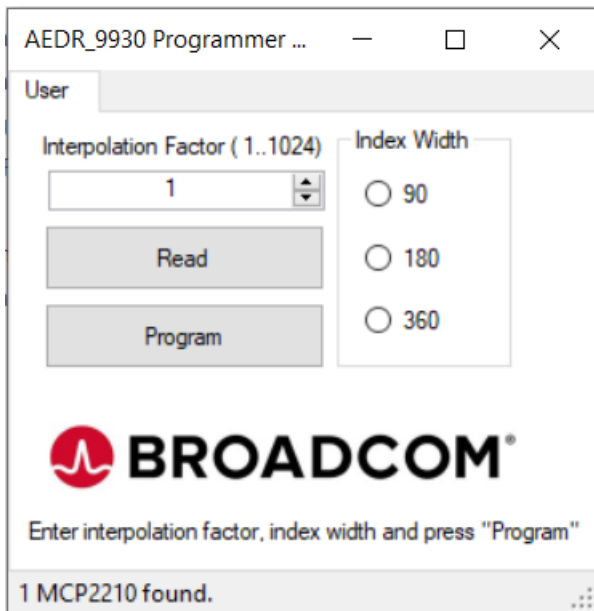 AEDR_9930 Programmer ...
User
Interpolation Factor ( 1..1024)
1
Read
Program
Index Width
90
180
360
BROADCOM®
Enter interpolation factor, index width and press "Program"
1 MCP2210 found.